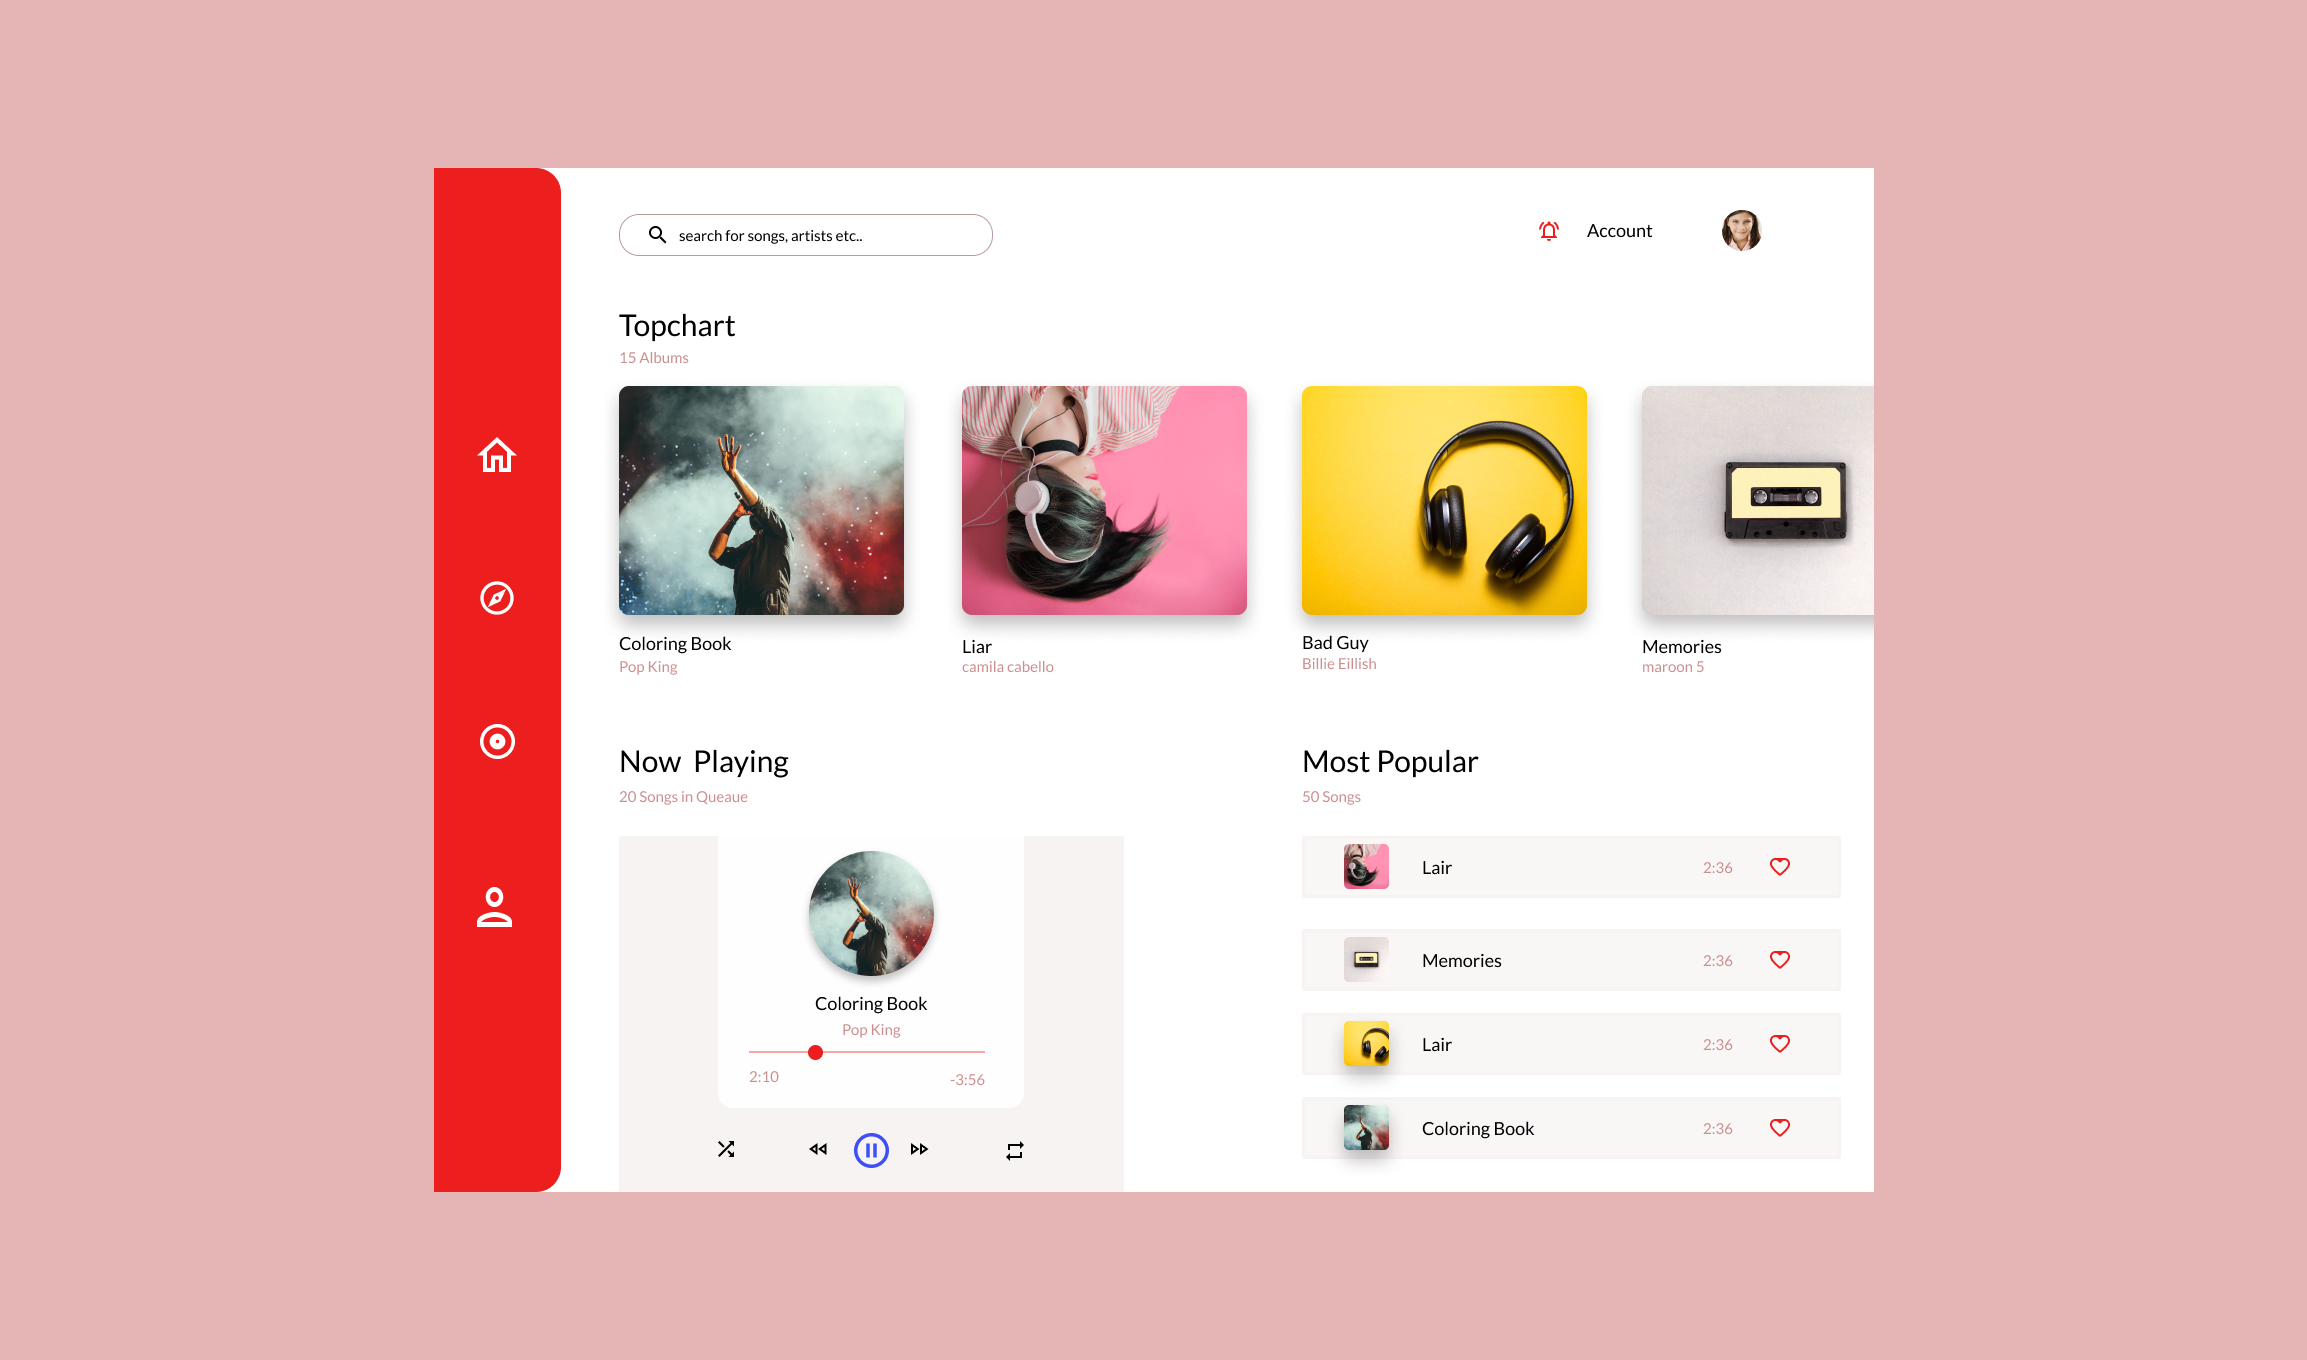 search for songs, artists etc..
Account
Topchart
15 Albums
Coloring Book
Pop King
Liar
camila cabello
Bad Guy
Billie Eillish
Memories
maroon 5
Now Playing
20 Songs in Queaue
Coloring Book
Pop King
2:10
-3:56
Most Popular
50 Songs
Lair 2:36
Memories 2:36
Lair 2:36
Coloring Book 2:36